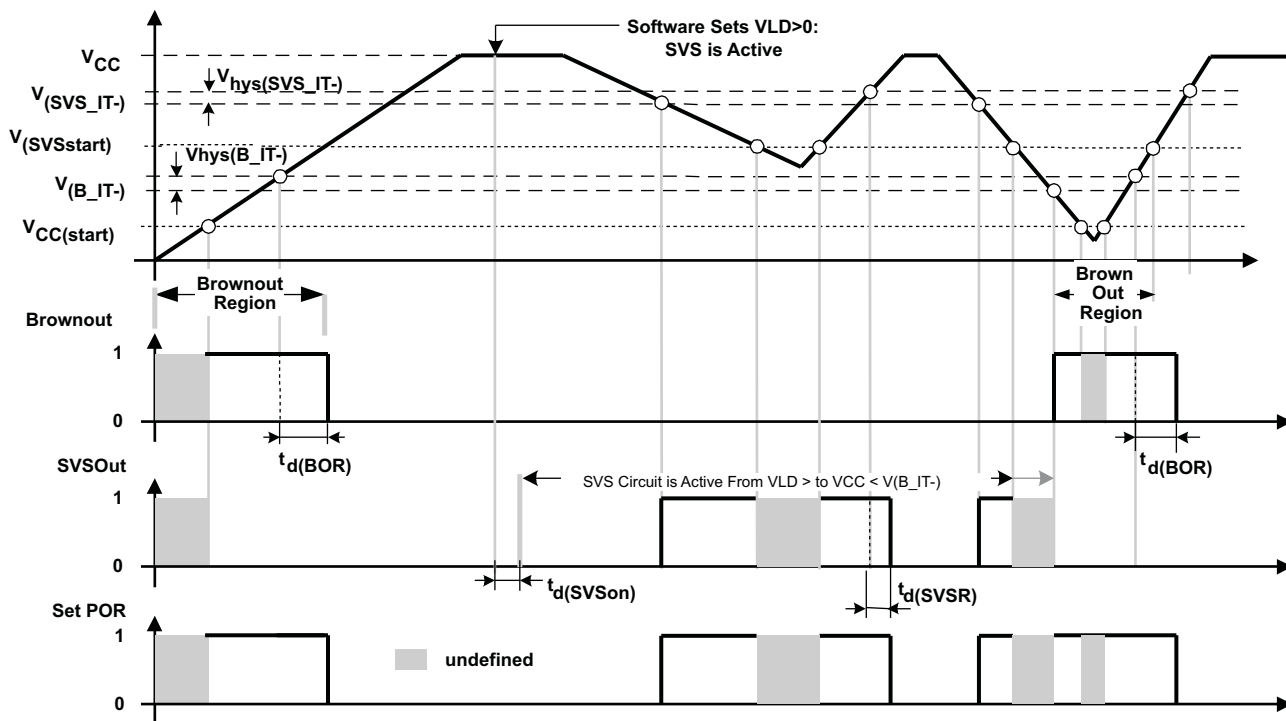 Software Sets VLD>0:
SVS is Active
VCC
Vhys(SVS_IT-)
V(SVS_IT-)
V(SVSstart)
Vhys(B_IT-)
V(B_IT-)
VCC(start)
Brownout
Region
Brown
Out
Region
Brownout
1
0
td(BOR)
td(BOR)
SVSOut
SVS Circuit is Active From VLD > to VCC < V(B_IT-)
1
0
td(SVSon)
td(SVSR)
Set POR
1
undefined
0